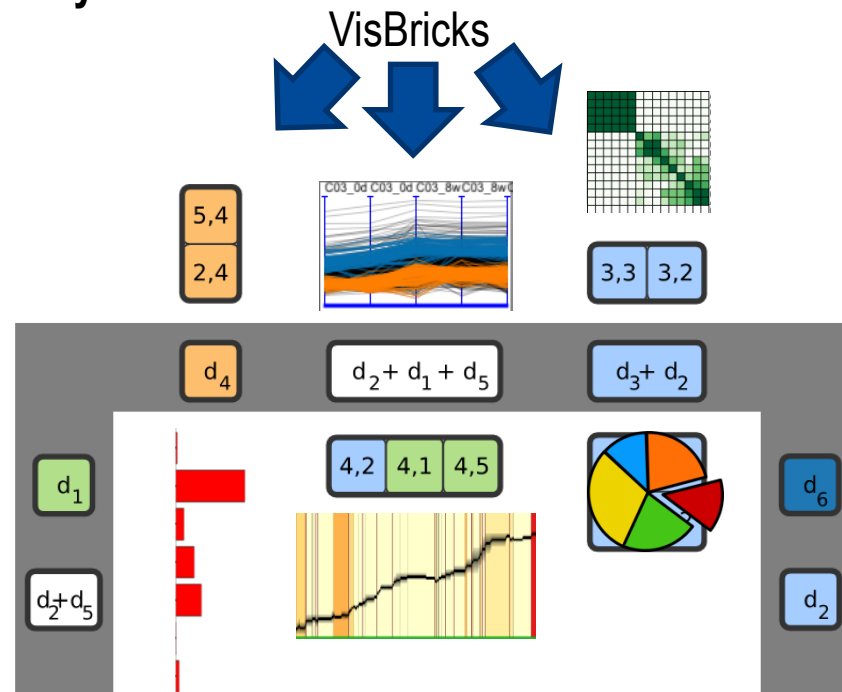 VisBricks
C03_0d C03_0d C03_8w C03_8w
5,4
2,4
3,3 3,2
d4
d2+ d1 + d5
d3+ d2
4,2 4,1 4,5
d1
d6
d2+d5
d2